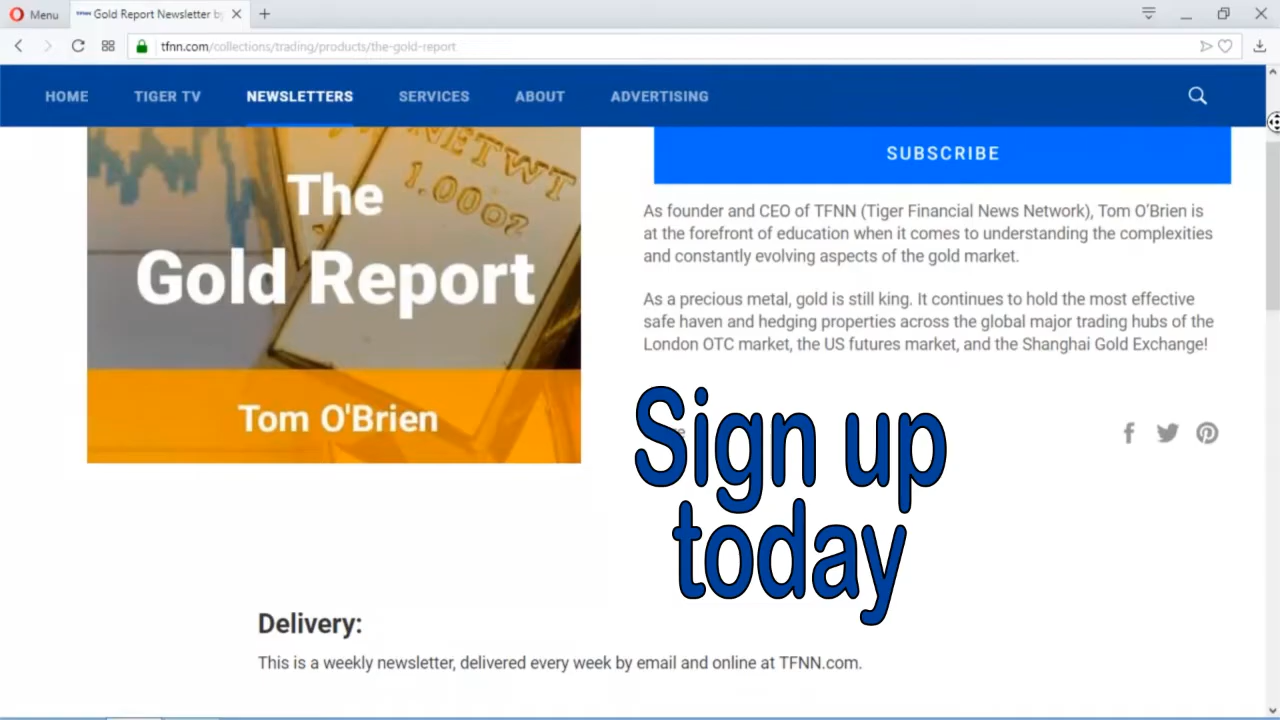 Menu
TFNN Gold Report Newsletter by
tfnn.com/collections/trading/products/the-gold-report
HOME TIGER TV NEWSLETTERS SERVICES ABOUT ADVERTISING
NETWT
1.00OZ
The
Gold Report
Tom O'Brien
SUBSCRIBE
As founder and CEO of TFNN (Tiger Financial News Network), Tom O'Brien is
at the forefront of education when it comes to understanding the complexities
and constantly evolving aspects of the gold market.
As a precious metal, gold is still king. It continues to hold the most effective
safe haven and hedging properties across the global major trading hubs of the
London OTC market, the US futures market, and the Shanghai Gold Exchange!
Sign up
today
Delivery:
This is a weekly newsletter, delivered every week by email and online at TFNN.com.